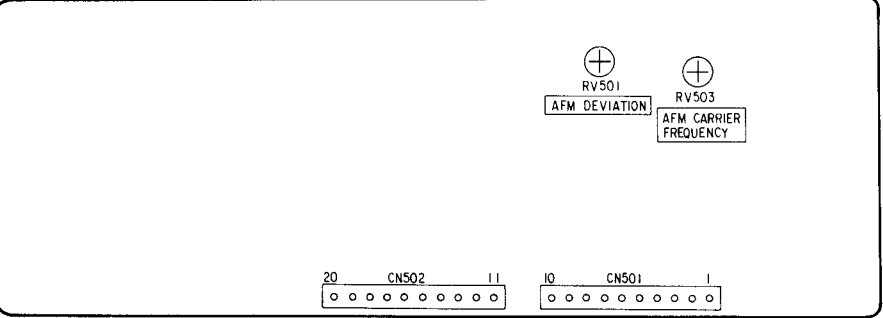 RV501
AFM DEVIATION
RV503
AFM CARRIER
FREQUENCY
20 CN502 11
10 CN501 1